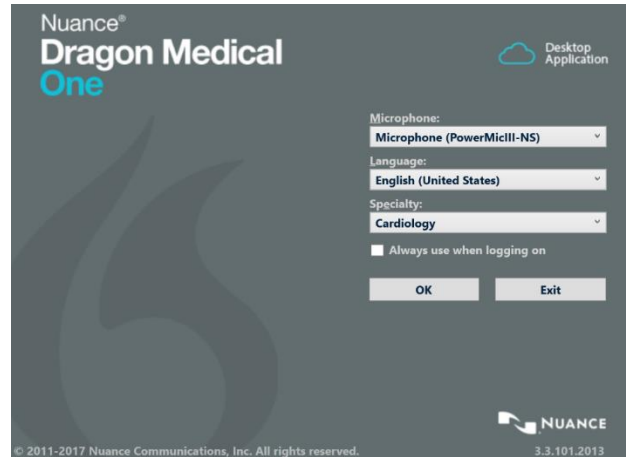 Nuance®
Dragon Medical
One
Desktop
Application
Microphone:
Microphone (PowerMicIII-NS)
Language:
English (United States)
Specialty:
Cardiology
Always use when logging on
OK
Exit
NUANCE
© 2011-2017 Nuance Communications, Inc. All rights reserved.
3.3.101.2013